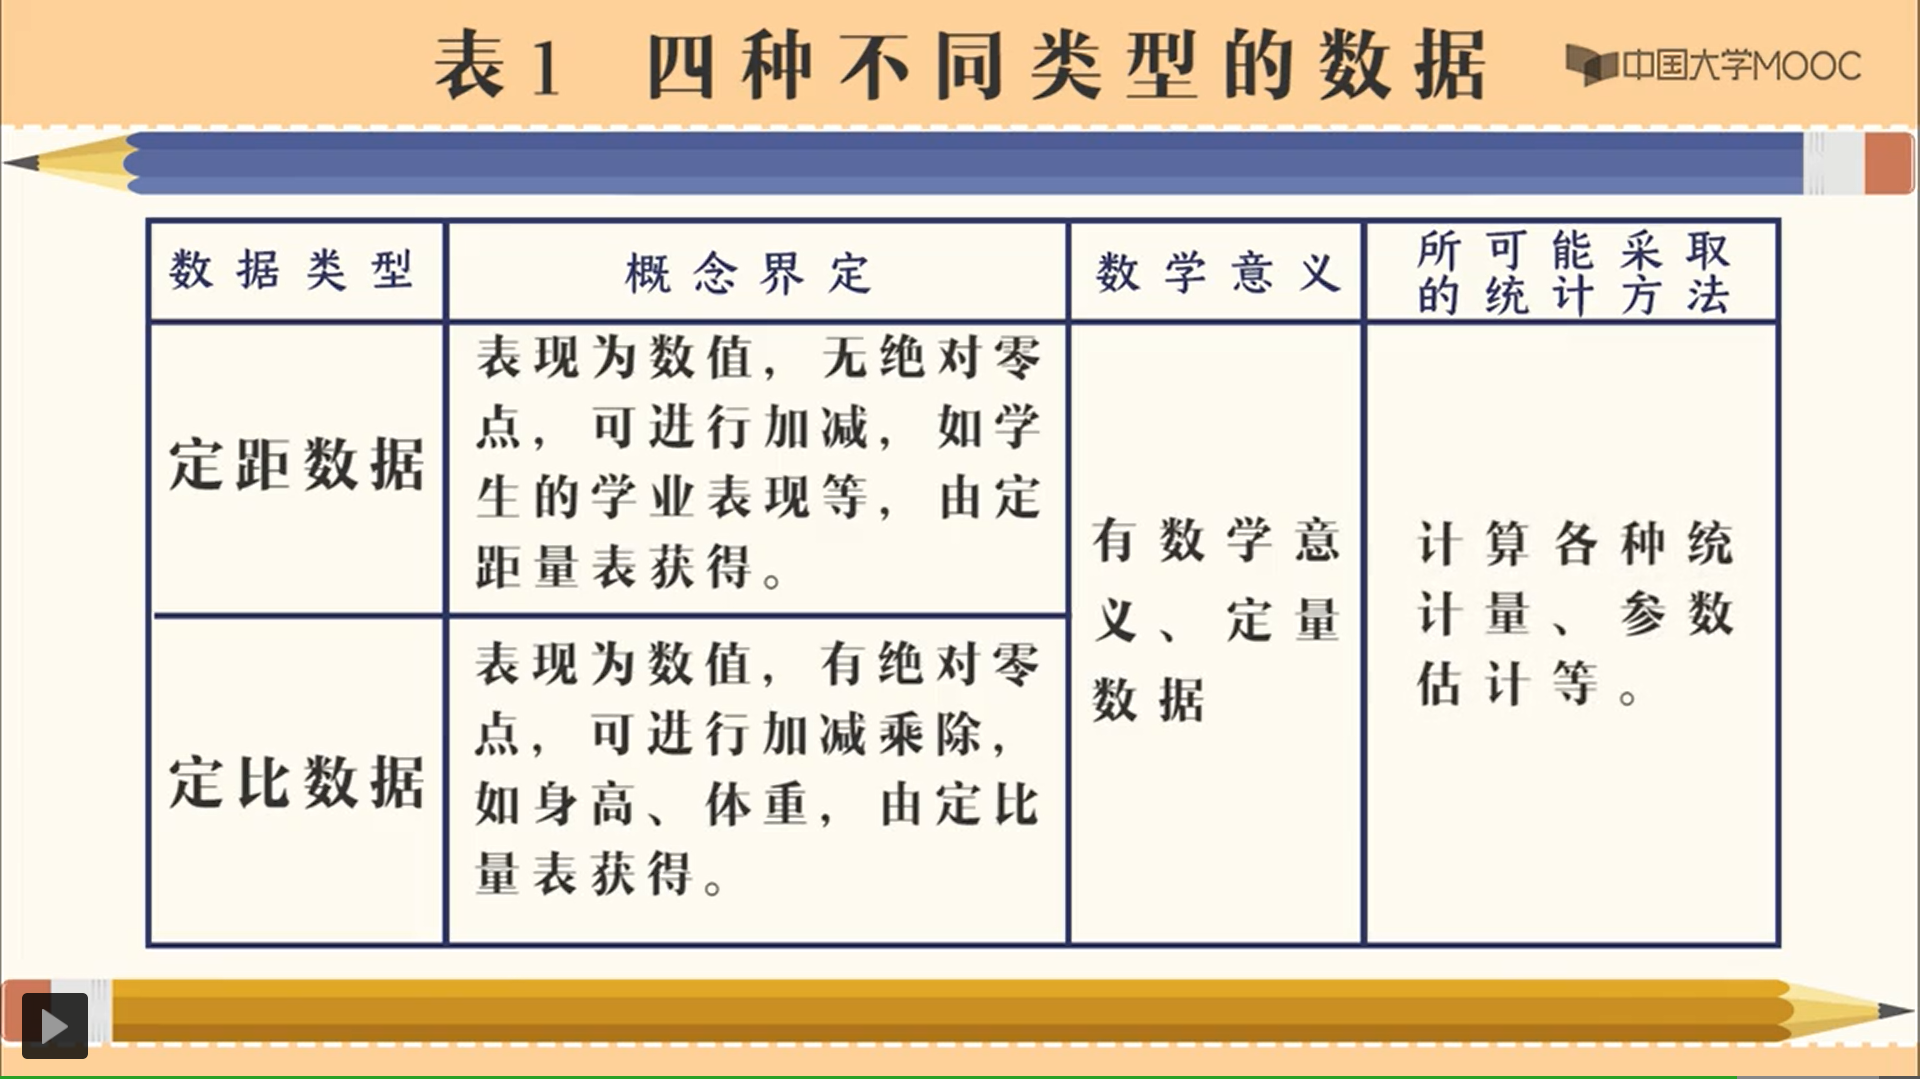 表1 四种不同类型的数据
中国大学MOOC
数据类型
概念界定
数学意义
所可能采取
的统计方法
定距数据
表现为数值，无绝对零
点，可进行加减，如学
生的学业表现等，由定
距量表获得。
有数学意
义、定量
数据
计算各种统
计量、参数
估计等。
定比数据
表现为数值，有绝对零
点，可进行加减乘除，
如身高、体重，由定比
量表获得。